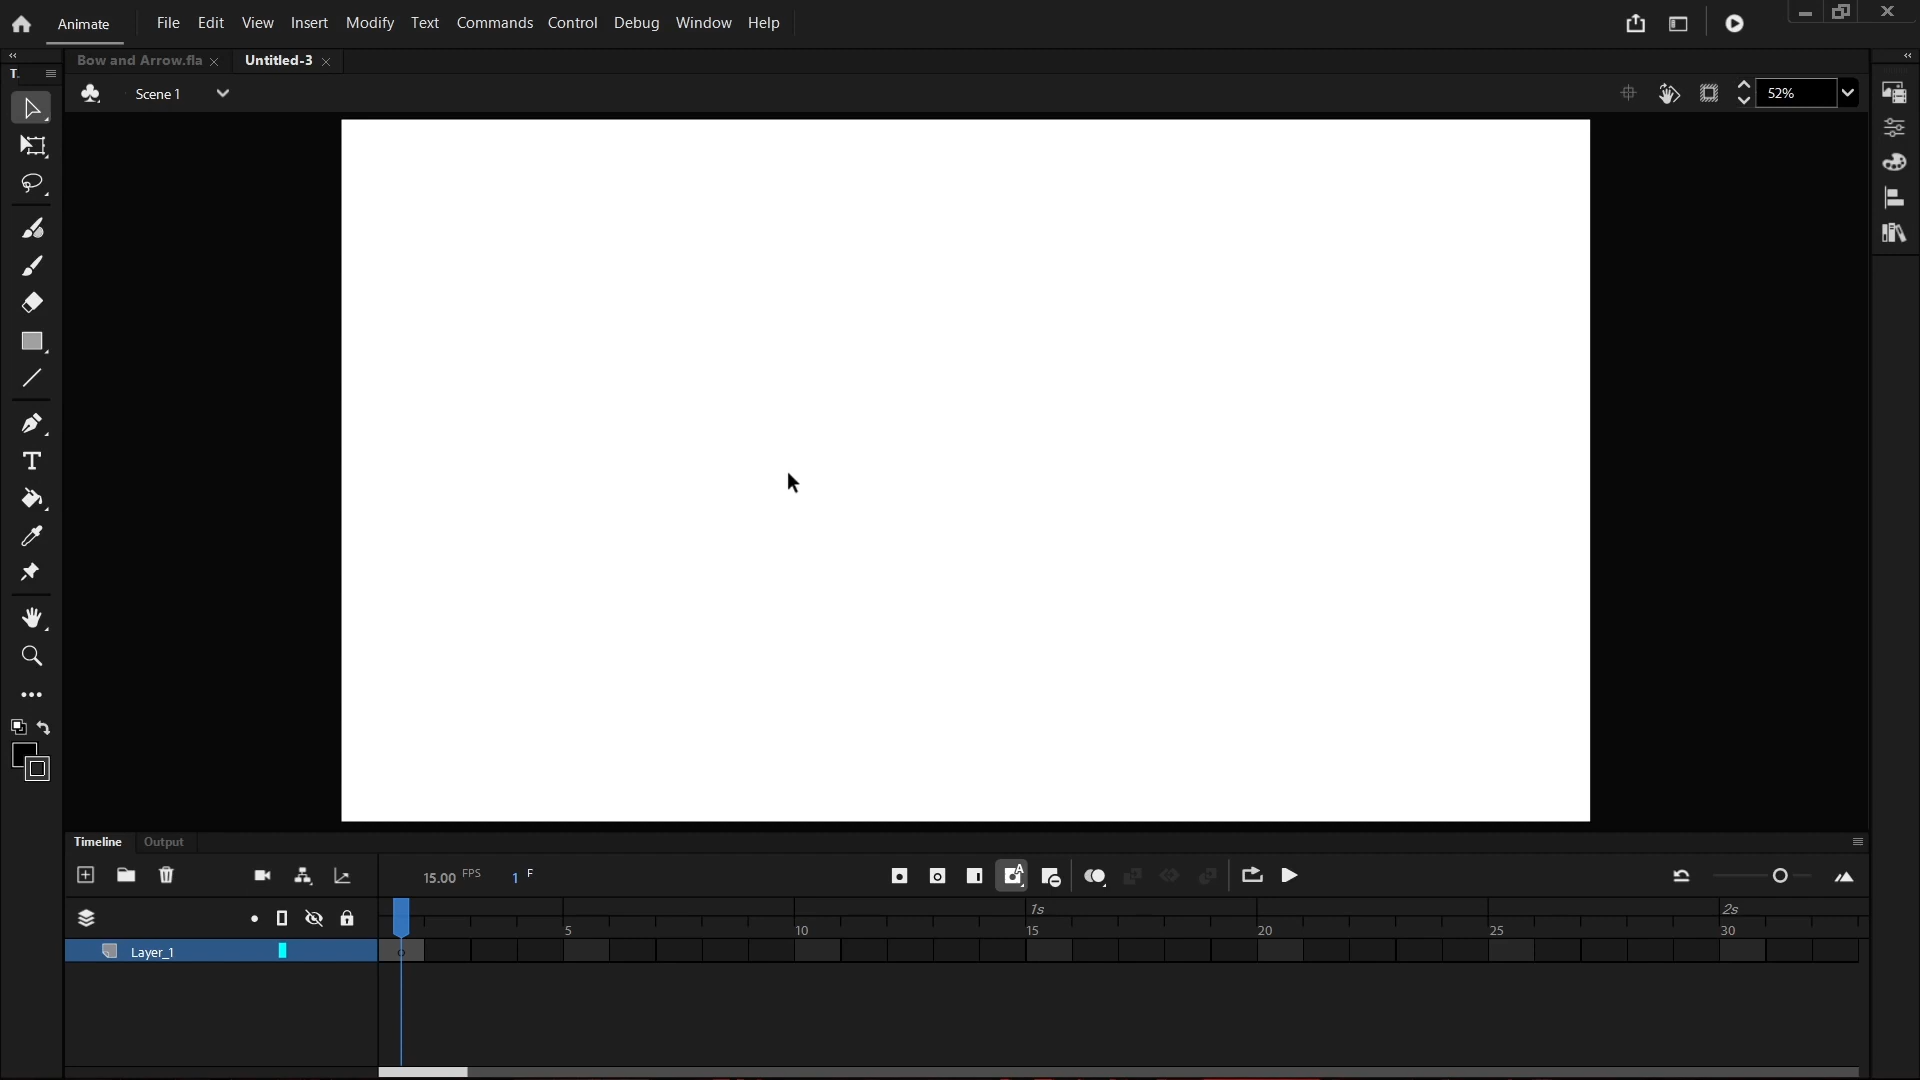 Animate File Edit View Insert Modify Text Commands Control Debug Window Help
T. Bow and Arrow.fla Untitled-3
Scene 1 52%
Timeline Output
15.00 FPS 1 F
1s 2s
5 10 15 20 25 30
Layer_1